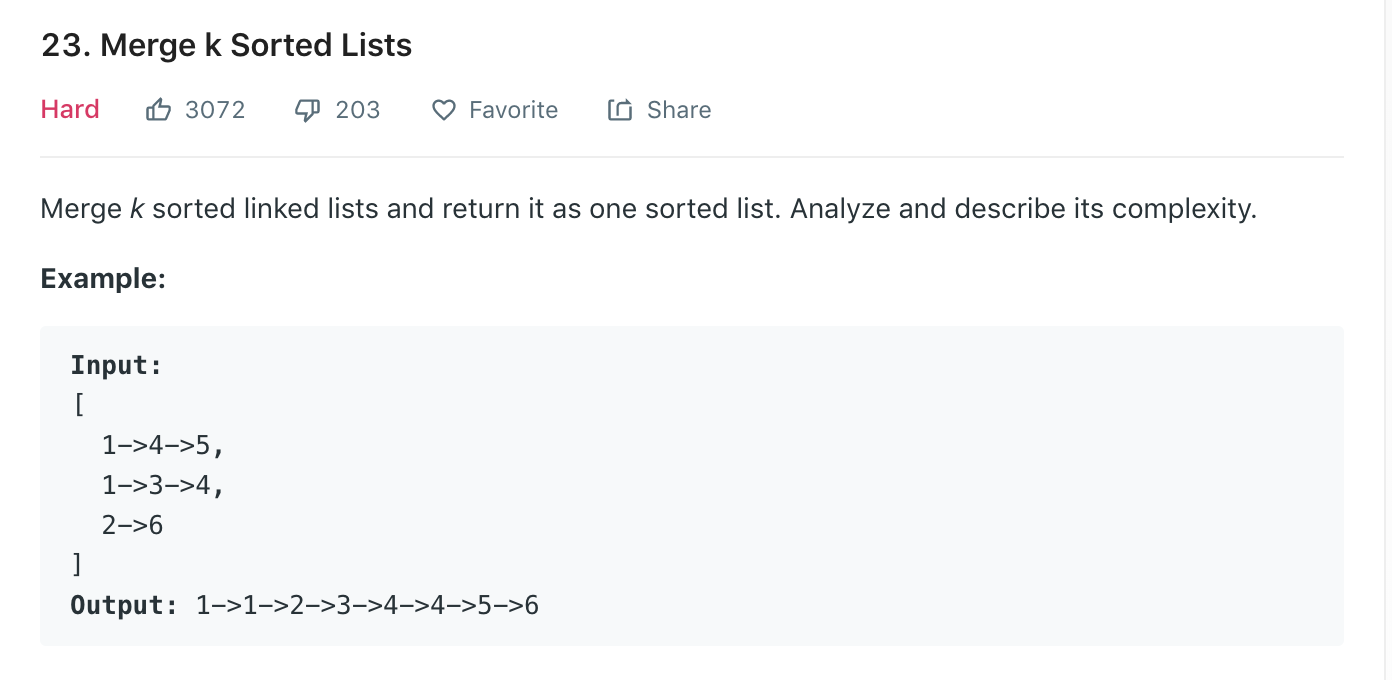 23. Merge k Sorted Lists
Hard 3072 203 Favorite Share
Merge k sorted linked lists and return it as one sorted list. Analyze and describe its complexity.
Example:
Input:
[
  1->4->5,
  1->3->4,
  2->6
]
Output: 1->1->2->3->4->4->5->6